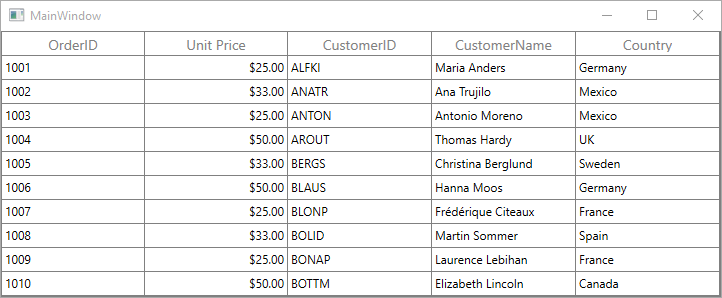 MainWindow
OrderID Unit Price CustomerID CustomerName Country
1001 $25.00 ALFKI Maria Anders Germany
1002 $33.00 ANATR Ana Trujilo Mexico
1003 $25.00 ANTON Antonio Moreno Mexico
1004 $50.00 AROUT Thomas Hardy UK
1005 $33.00 BERGS Christina Berglund Sweden
1006 $50.00 BLAUS Hanna Moos Germany
1007 $25.00 BLONP Frédérique Citeaux France
1008 $33.00 BOLID Martin Sommer Spain
1009 $25.00 BONAP Laurence Lebihan France
1010 $50.00 BOTTM Elizabeth Lincoln Canada